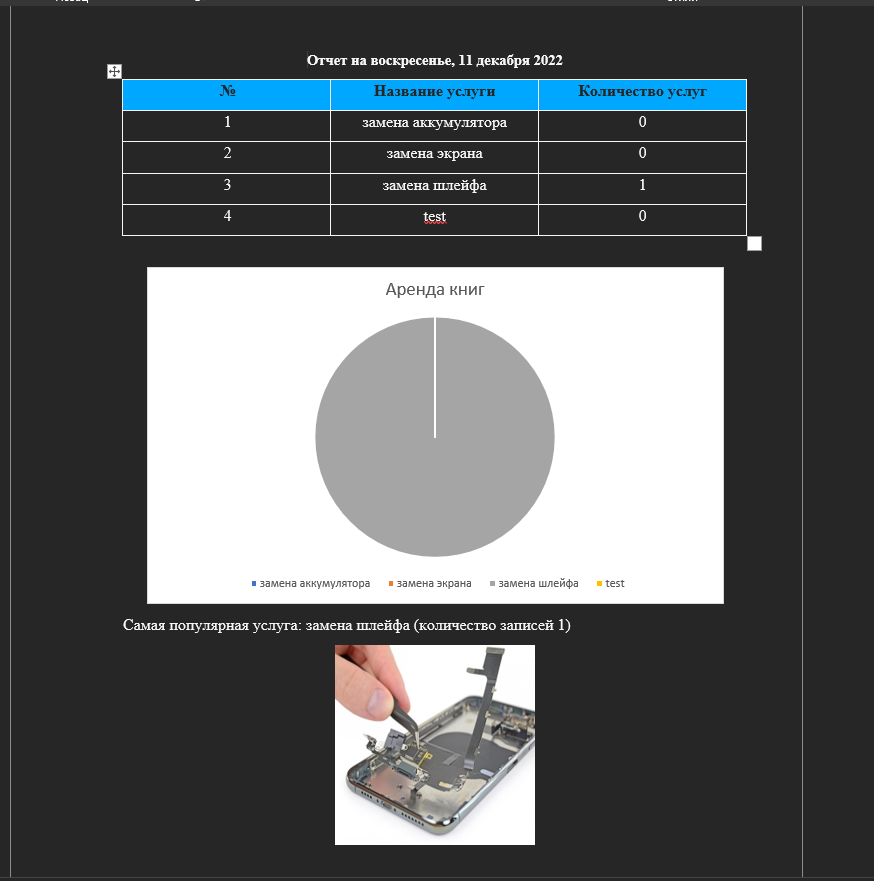 Отчет на воскресенье, 11 декабря 2022
№ Название услуги Количество услуг
1 замена аккумулятора 0
2 замена экрана 0
3 замена шлейфа 1
4 test 0
Аренда книг
замена аккумулятора замена экрана замена шлейфа test
Самая популярная услуга: замена шлейфа (количество записей 1)